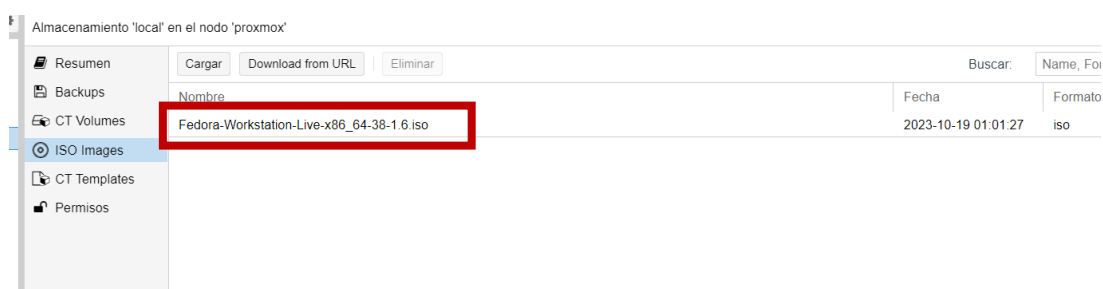 Almacenamiento 'local' en el nodo 'proxmox'
Resumen
Backups
CT Volumes
ISO Images
CT Templates
Permisos
Cargar Download from URL Eliminar Buscar: Name, For
Nombre Fecha Formato
Fedora-Workstation-Live-x86_64-38-1.6.iso 2023-10-19 01:01:27 iso